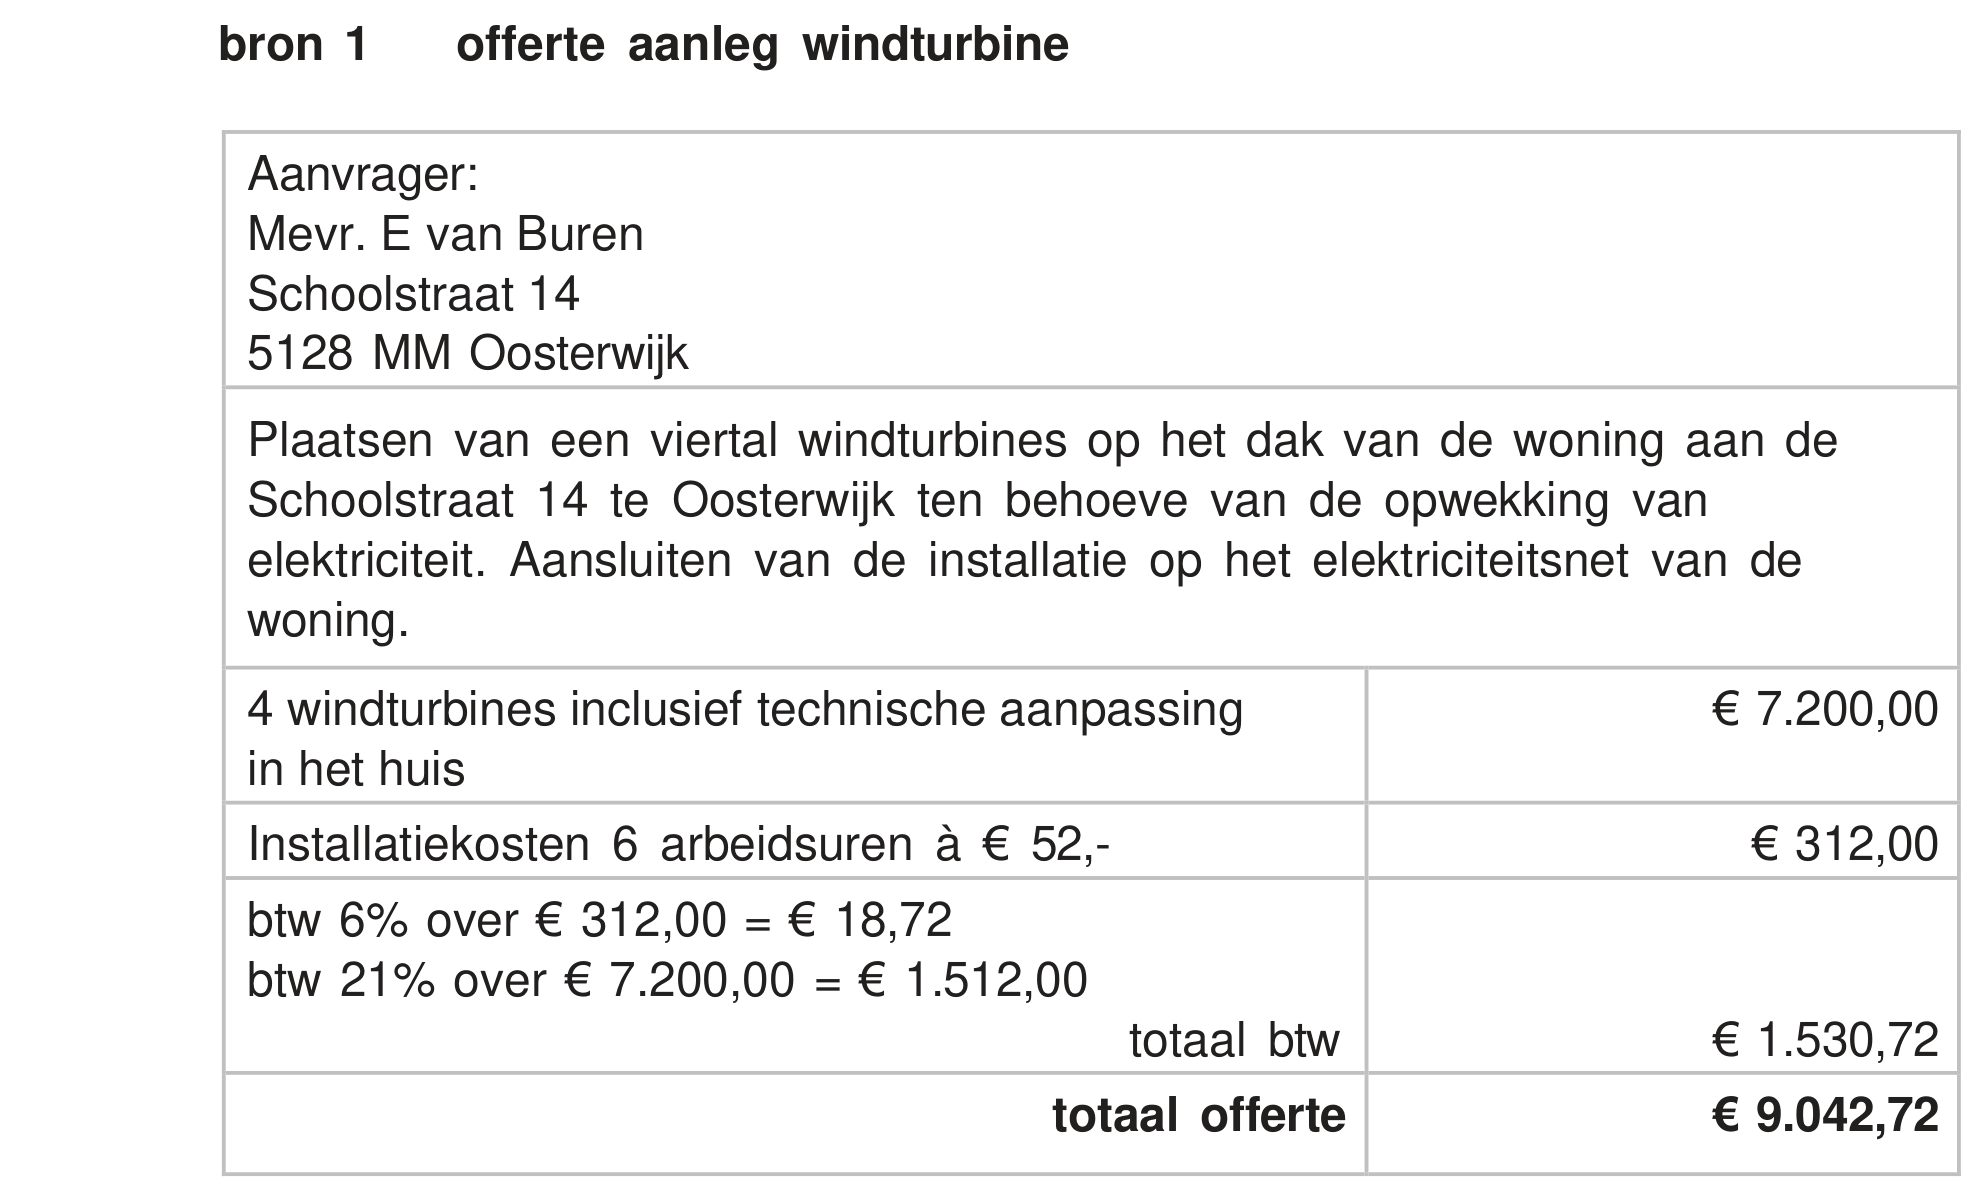 bron 1 offerte aanleg windturbine
Aanvrager:
Mevr. E van Buren
Schoolstraat 14
5128 MM Oosterwijk
Plaatsen van een viertal windturbines op het dak van de woning aan de
Schoolstraat 14 te Oosterwijk ten behoeve van de opwekking van
elektriciteit. Aansluiten van de installatie op het elektriciteitsnet van de
woning.
4 windturbines inclusief technische aanpassing € 7.200,00
in het huis
Installatiekosten 6 arbeidsuren à € 52,- € 312,00
btw 6% over € 312,00 = € 18,72
btw 21% over € 7.200,00 = € 1.512,00
totaal btw € 1.530,72
totaal offerte € 9.042,72